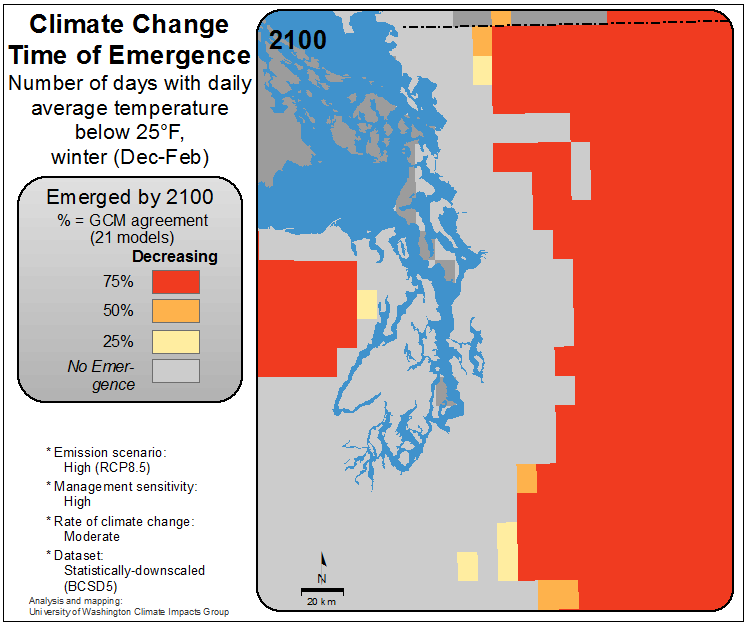 Climate Change
Time of Emergence
Number of days with daily
average temperature
below 25°F,
winter (Dec-Feb)
Emerged by 2100
% = GCM agreement
(21 models)
Decreasing
75%
50%
25%
No Emer-
gence
* Emission scenario:
High (RCP8.5)
* Management sensitivity:
High
* Rate of climate change:
Moderate
* Dataset:
Statistically-downscaled
(BCSD5)
Analysis and mapping:
University of Washington Climate Impacts Group
2100
N
20 km